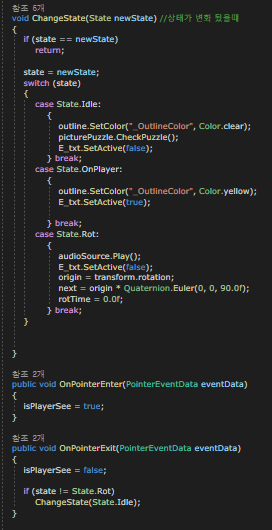 참조 5개
void ChangeState(State newState) //상태가 변화 됬을때
{
if (state == newState)
return;
state = newState;
switch (state)
{
case State.Idle:
{
outline.SetColor("_OutlineColor", Color.clear);
picturePuzzle.CheckPuzzle();
E_txt.SetActive(false);
} break;
case State.OnPlayer:
{
outline.SetColor("_OutlineColor", Color.yellow);
E_txt.SetActive(true);
} break;
case State.Rot:
{
audioSource.Play();
E_txt.SetActive(false);
origin = transform.rotation;
next = origin * Quaternion.Euler(0, 0, 90.0f);
rotTime = 0.0f;
} break;
}
}
참조 2개
public void OnPointerEnter(PointerEventData eventData)
{
isPlayerSee = true;
}
참조 2개
public void OnPointerExit(PointerEventData eventData)
{
isPlayerSee = false;
if (state != State.Rot)
ChangeState(State.Idle);
}